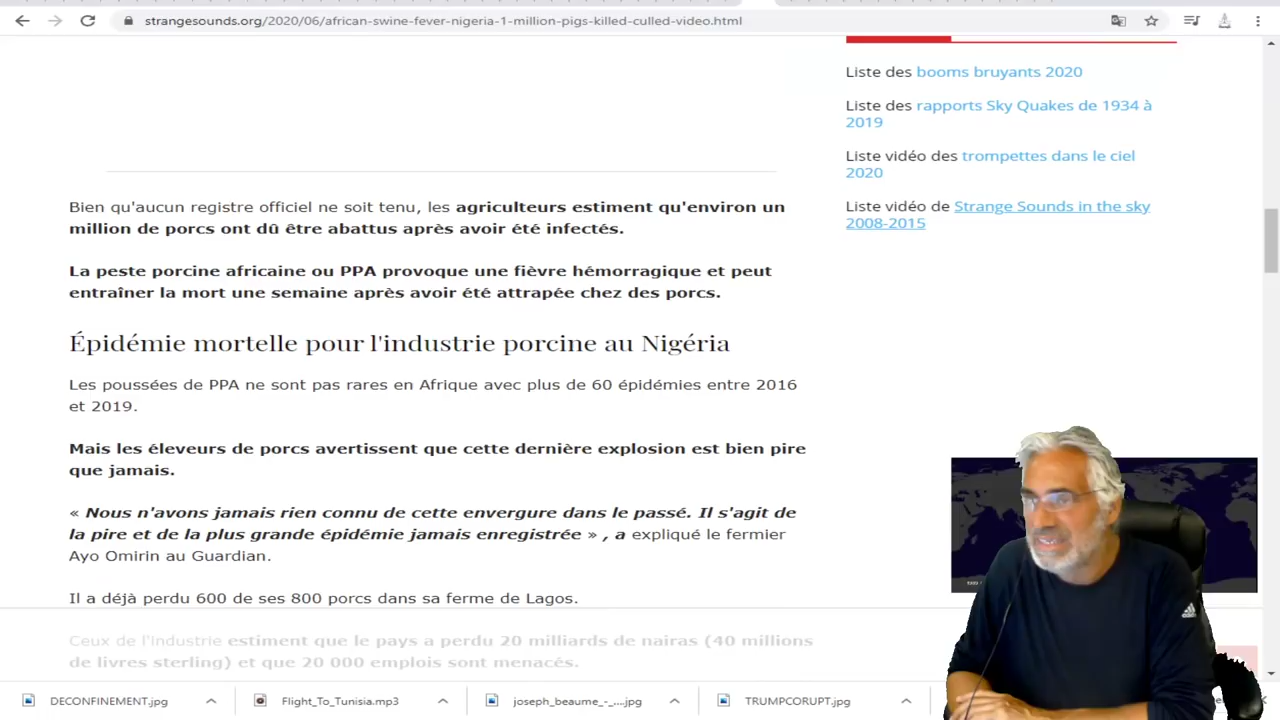 strangesounds.org/2020/06/african-swine-fever-nigeria-1-million-pigs-killed-culled-video.html
Liste des booms bruyants 2020
Liste des rapports Sky Quakes de 1934 à
2019
Liste vidéo des trompettes dans le ciel
2020
Liste vidéo de Strange Sounds in the sky
2008-2015
Bien qu'aucun registre officiel ne soit tenu, les agriculteurs estiment qu'environ un
million de porcs ont dû être abattus après avoir été infectés.
La peste porcine africaine ou PPA provoque une fièvre hémorragique et peut
entraîner la mort une semaine après avoir été attrapée chez des porcs.
Épidémie mortelle pour l'industrie porcine au Nigéria
Les poussées de PPA ne sont pas rares en Afrique avec plus de 60 épidémies entre 2016
et 2019.
Mais les éleveurs de porcs avertissent que cette dernière explosion est bien pire
que jamais.
« Nous n'avons jamais rien connu de cette envergure dans le passé. Il s'agit de
la pire et de la plus grande épidémie jamais enregistrée » , a expliqué le fermier
Ayo Omirin au Guardian.
Il a déjà perdu 600 de ses 800 porcs dans sa ferme de Lagos.
Ceux de l'industrie estiment que le pays a perdu 20 milliards de nairas (40 millions
de livres sterling) et que 20 000 emplois sont menacés.
DECONFINEMENT.jpg
Flight_To_Tunisia.mp3
joseph_beaume_-_....jpg
TRUMPCORUPT.jpg